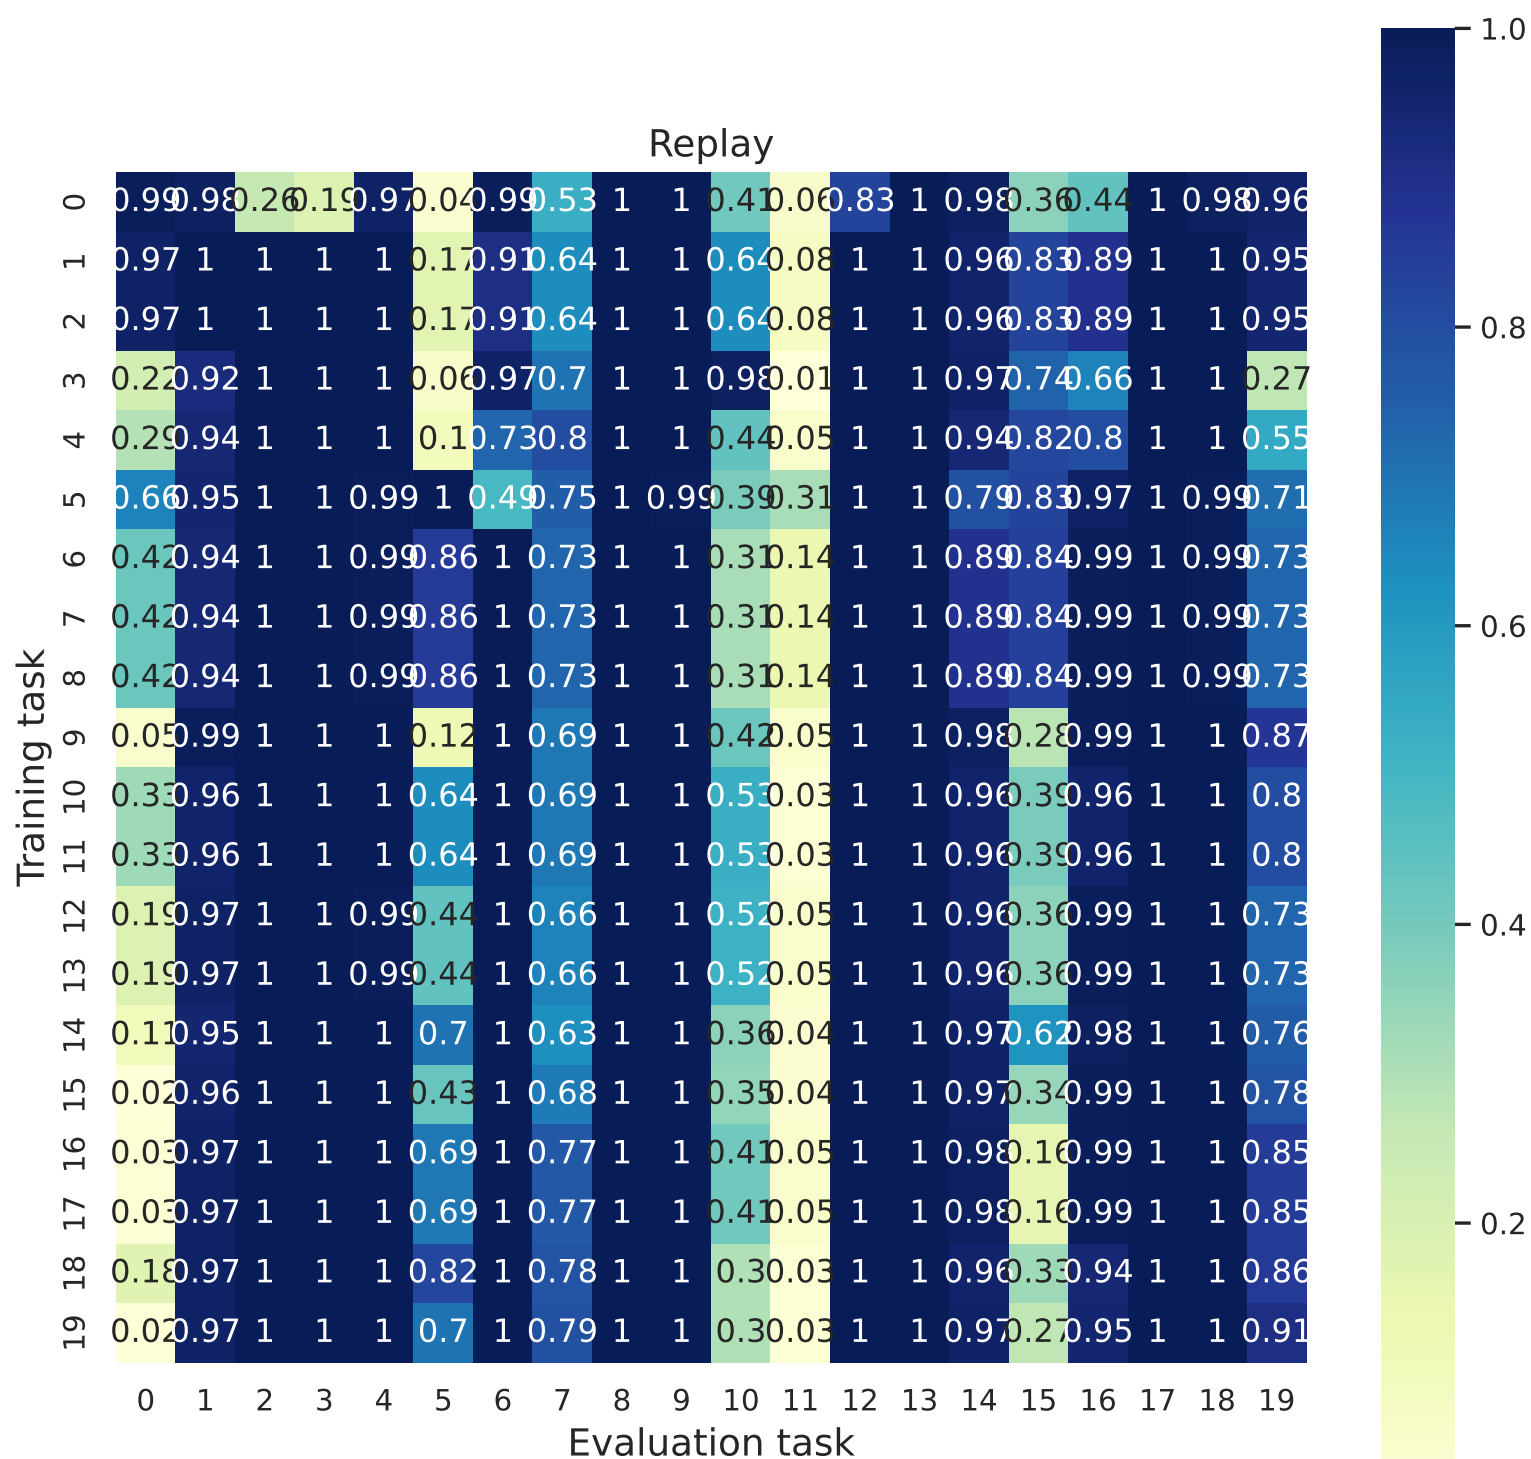 Replay
1.0
0 0.99 0.98 0.26 0.19 0.97 0.04 0.99 0.53 1 1 0.41 0.06 0.83 1 0.98 0.36 0.44 1 0.98 0.96
1 0.97 1 1 1 1 0.17 0.91 0.64 1 1 0.64 0.08 1 1 0.96 0.83 0.89 1 1 0.95
2 0.97 1 1 1 1 0.17 0.91 0.64 1 1 0.64 0.08 1 1 0.96 0.83 0.89 1 1 0.95
0.8
3 0.22 0.92 1 1 1 0.06 0.97 0.7 1 1 0.98 0.01 1 1 0.97 0.74 0.66 1 1 0.27
4 0.29 0.94 1 1 1 0.1 0.73 0.8 1 1 0.44 0.05 1 1 0.94 0.82 0.8 1 1 0.55
5 0.66 0.95 1 1 0.99 1 0.49 0.75 1 0.99 0.39 0.31 1 1 0.79 0.83 0.97 1 0.99 0.71
6 0.42 0.94 1 1 0.99 0.86 1 0.73 1 1 0.31 0.14 1 1 0.89 0.84 0.99 1 0.99 0.73
7 0.42 0.94 1 1 0.99 0.86 1 0.73 1 1 0.31 0.14 1 1 0.89 0.84 0.99 1 0.99 0.73
0.6
8 0.42 0.94 1 1 0.99 0.86 1 0.73 1 1 0.31 0.14 1 1 0.89 0.84 0.99 1 0.99 0.73
9 0.05 0.99 1 1 1 0.12 1 0.69 1 1 0.42 0.05 1 1 0.98 0.28 0.99 1 1 0.87
Training task
10 0.33 0.96 1 1 1 0.64 1 0.69 1 1 0.53 0.03 1 1 0.96 0.39 0.96 1 1 0.8
11 0.33 0.96 1 1 1 0.64 1 0.69 1 1 0.53 0.03 1 1 0.96 0.39 0.96 1 1 0.8
12 0.19 0.97 1 1 0.99 0.44 1 0.66 1 1 0.52 0.05 1 1 0.96 0.36 0.99 1 1 0.73
0.4
13 0.19 0.97 1 1 0.99 0.44 1 0.66 1 1 0.52 0.05 1 1 0.96 0.36 0.99 1 1 0.73
14 0.11 0.95 1 1 1 0.7 1 0.63 1 1 0.36 0.04 1 1 0.97 0.62 0.98 1 1 0.76
15 0.02 0.96 1 1 1 0.43 1 0.68 1 1 0.35 0.04 1 1 0.97 0.34 0.99 1 1 0.78
16 0.03 0.97 1 1 1 0.69 1 0.77 1 1 0.41 0.05 1 1 0.98 0.16 0.99 1 1 0.85
17 0.03 0.97 1 1 1 0.69 1 0.77 1 1 0.41 0.05 1 1 0.98 0.16 0.99 1 1 0.85
0.2
18 0.18 0.97 1 1 1 0.82 1 0.78 1 1 0.3 0.03 1 1 0.96 0.33 0.94 1 1 0.86
19 0.02 0.97 1 1 1 0.7 1 0.79 1 1 0.3 0.03 1 1 0.97 0.27 0.95 1 1 0.91
0 1 2 3 4 5 6 7 8 9 10 11 12 13 14 15 16 17 18 19
Evaluation task